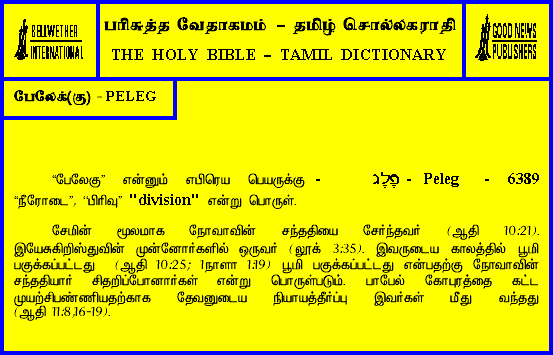 BELLWETHER
INTERNATIONAL
பரிசுத்த வேதாகமம் – தமிழ் சொல்லகராதி
THE HOLY BIBLE – TAMIL DICTIONARY
GOOD NEWS
PUBLISHERS
பேலேக்(கு) - PELEG
“பேலேகு” என்னும் எபிரெய பெயருக்கு - פֶּלֶג - Peleg - 6389
“நீரோடை”, “பிரிவு” "division" என்று பொருள்.
சேமின் மூலமாக நோவாவின் சந்ததியை சேர்ந்தவர் (ஆதி 10:21).
இயேசுகிறிஸ்துவின் முன்னோர்களில் ஒருவர் (லூக் 3:35). இவருடைய காலத்தில் பூமி
பகுக்கப்பட்டது (ஆதி 10:25; 1நாளா 1:19) பூமி பகுக்கப்பட்டது என்பதற்கு நோவாவின்
சந்ததியார் சிதறிப்போனார்கள் என்று பொருள்படும். பாபேல் கோபுரத்தை கட்ட
முயற்சிபண்ணியதற்காக தேவனுடைய நியாயத்தீர்ப்பு இவர்கள் மீது வந்தது
(ஆதி 11:8,16-19).